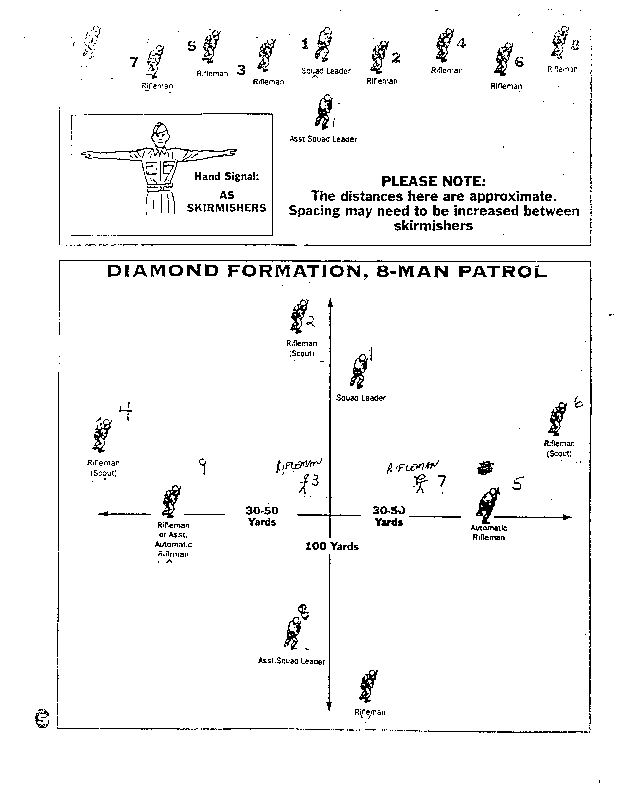 7
Rifleman
5
Rifleman
3
Rifleman
1
Squad Leader
2
Rifleman
4
Rifleman
6
Rifleman
8
Rifleman
Asst Squad Leader
Hand Signal:
AS
SKIRMISHERS
PLEASE NOTE:
The distances here are approximate.
Spacing may need to be increased between
skirmishers
DIAMOND FORMATION, 8-MAN PATROL
2
Rifleman
(Scout)
1
Squad Leader
4
Rifleman
(Scout)
6
Rifleman
(Scout)
9
Rifleman
or Asst.
Automatic
Rifleman
RIFLEMAN
3
RIFLEMAN
7
5
Automatic
Rifleman
30-50
Yards
30-50
Yards
100 Yards
Asst. Squad Leader
Rifleman